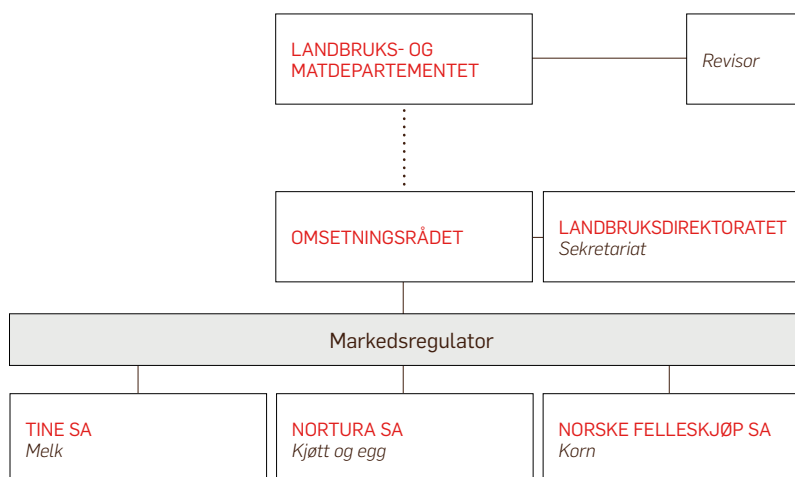 LANDBRUKS- OG
MATDEPARTEMENTET
Revisor
OMSETNINGSRÅDET
LANDBRUKSDIREKTORATET
Sekretariat
Markedsregulator
TINE SA
Melk
NORTURA SA
Kjøtt og egg
NORSKE FELLESKJØP SA
Korn